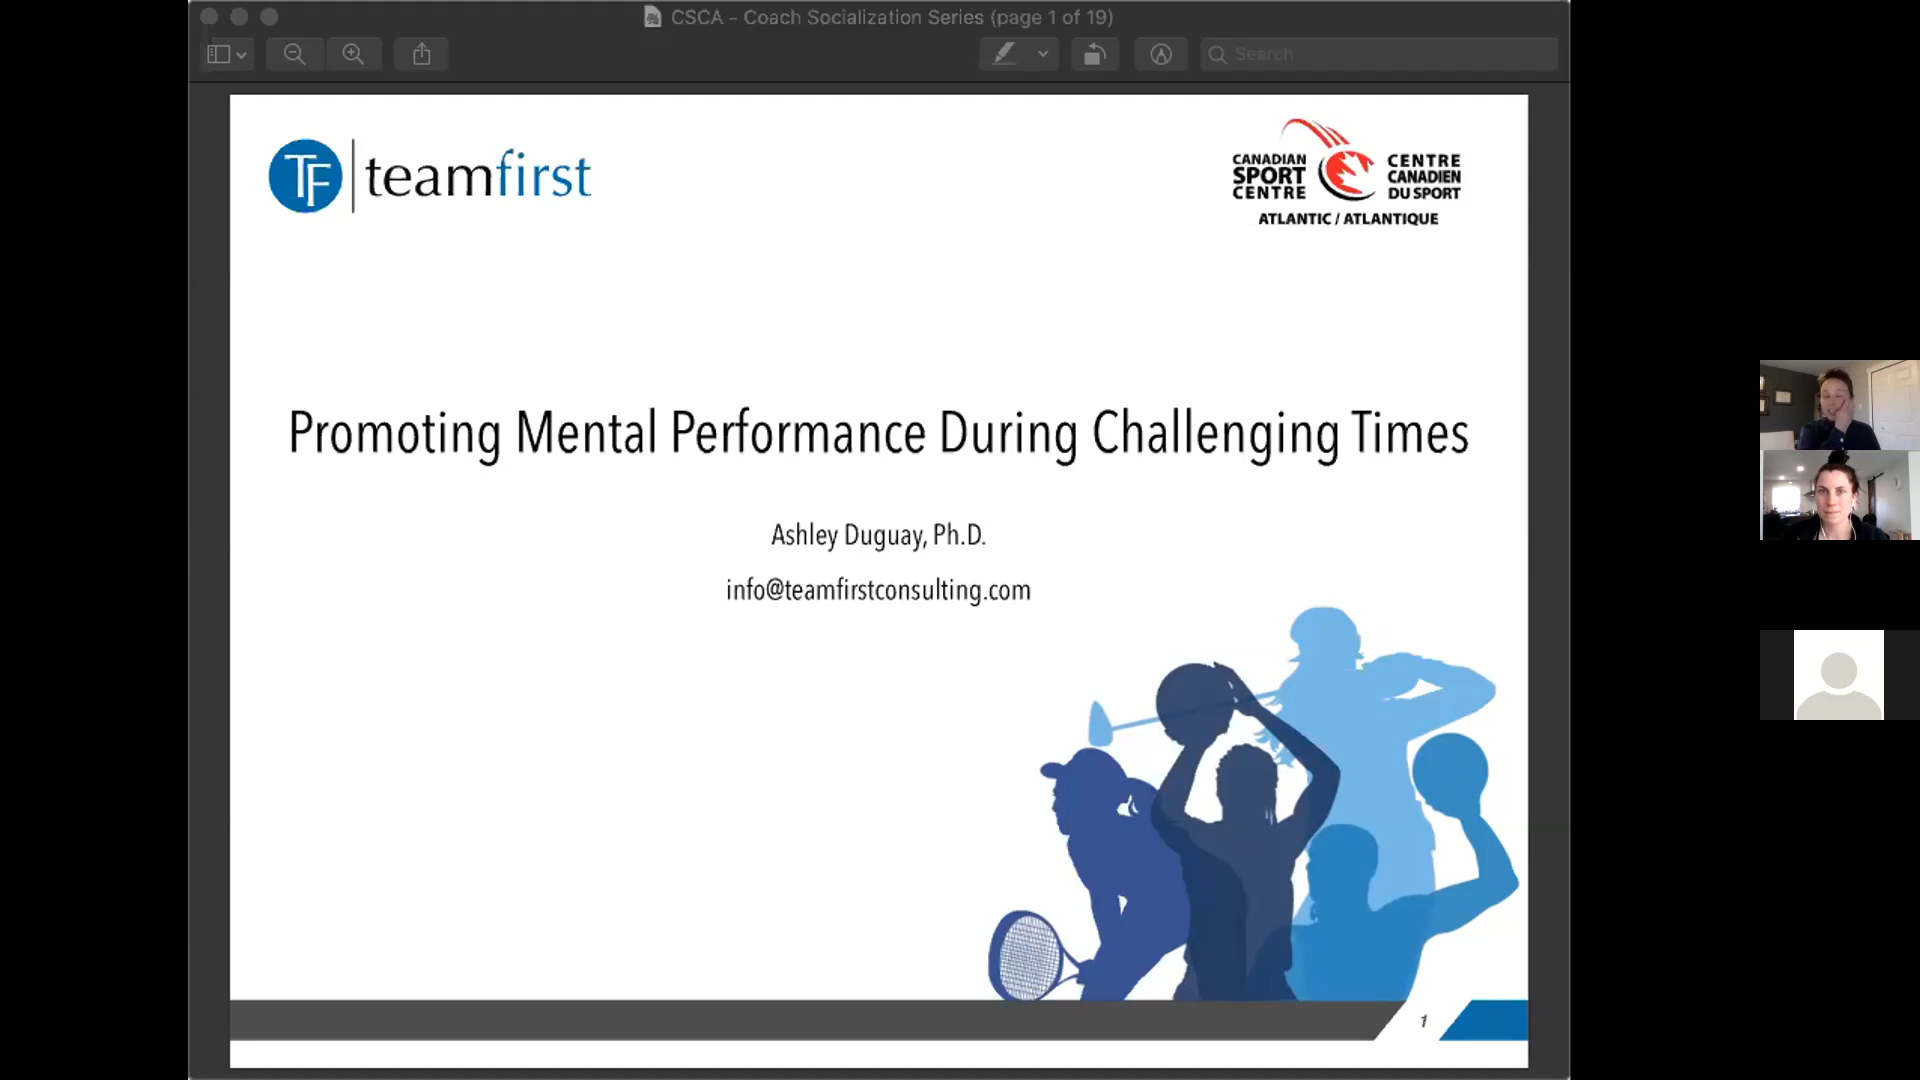 CSCA - Coach Socialization Series (page 1 of 19)
Search
TF
teamfirst
CANADIAN
SPORT
CENTRE
CENTRE
CANADIEN
DU SPORT
ATLANTIC / ATLANTIQUE
Promoting Mental Performance During Challenging Times
Ashley Duguay, Ph.D.
info@teamfirstconsulting.com
1